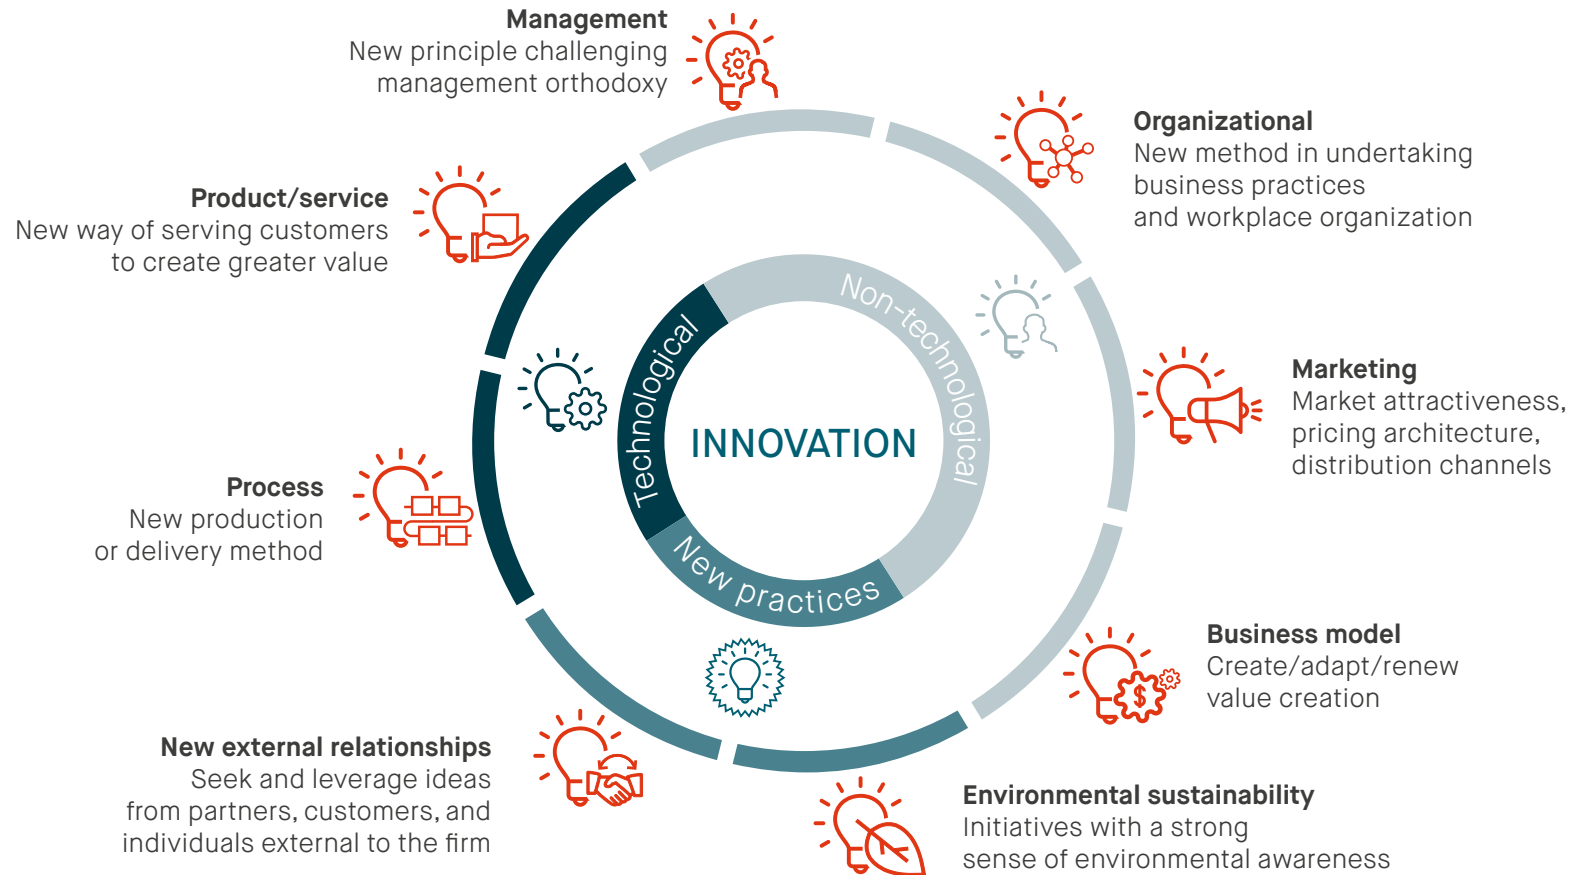 Management
New principle challenging
management orthodoxy
Organizational
New method in undertaking
business practices
and workplace organization
Product/service
New way of serving customers
to create greater value
Marketing
Market attractiveness,
pricing architecture,
distribution channels
Technological
Non-technological
New practices
INNOVATION
Process
New production
or delivery method
Business model
Create/adapt/renew
value creation
$
New external relationships
Seek and leverage ideas
from partners, customers, and
individuals external to the firm
Environmental sustainability
Initiatives with a strong
sense of environmental awareness